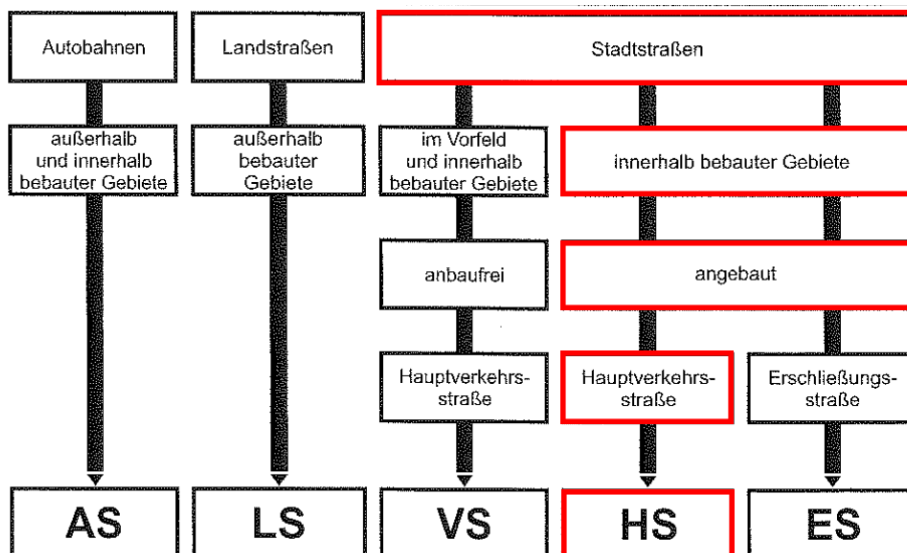 Autobahnen
Landstraßen
Stadtstraßen
außerhalb
und innerhalb
bebauter Gebiete
außerhalb
bebauter
Gebiete
im Vorfeld
und innerhalb
bebauter Gebiete
innerhalb bebauter Gebiete
anbaufrei
angebaut
Hauptverkehrs-
straße
Hauptverkehrs-
straße
Erschließungs-
straße
AS
LS
VS
HS
ES